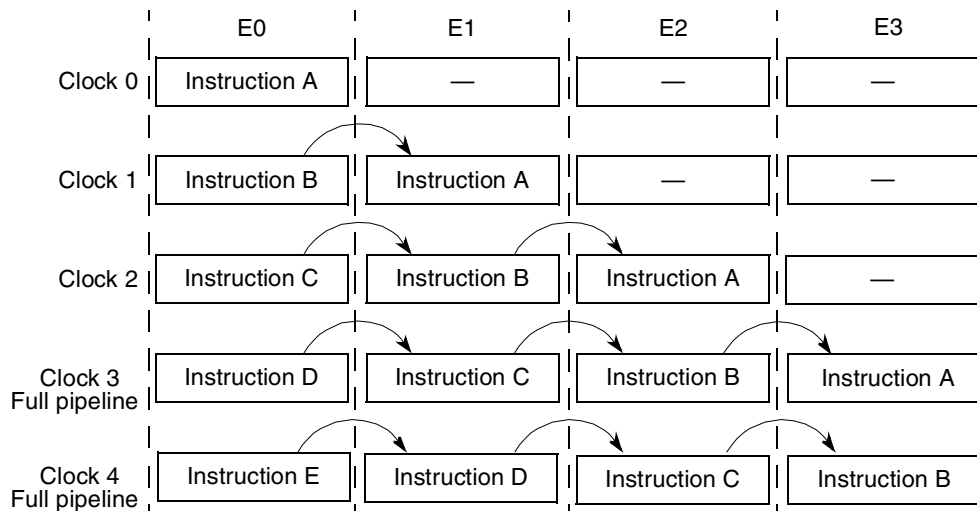 E0 E1 E2 E3
Clock 0 Instruction A — — —
Clock 1 Instruction B Instruction A — —
Clock 2 Instruction C Instruction B Instruction A —
Clock 3 Instruction D Instruction C Instruction B Instruction A
Full pipeline
Clock 4 Instruction E Instruction D Instruction C Instruction B
Full pipeline